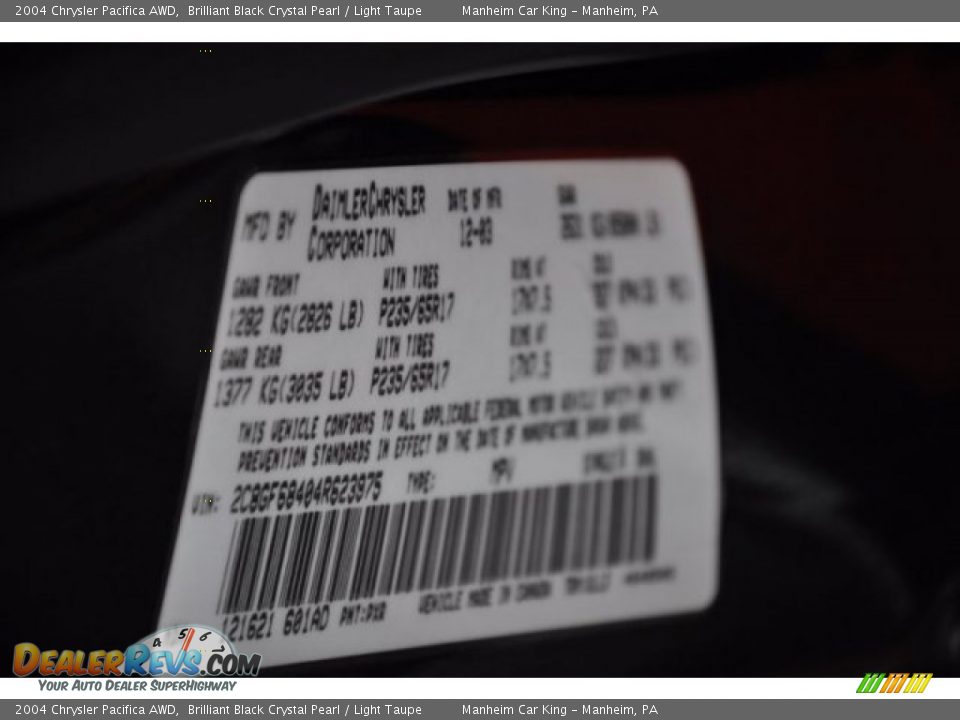 2004 Chrysler Pacifica AWD, Brilliant Black Crystal Pearl / Light Taupe Manheim Car King - Manheim, PA
MFD BY DAIMLERCHRYSLER DATE OF MFR
CORPORATION 12-03
GAWR FRONT WITH TIRES
1282 KG(2826 LB) P235/65R17
GAWR REAR WITH TIRES
1377 KG(3035 LB) P235/65R17
THIS VEHICLE CONFORMS TO ALL APPLICABLE FEDERAL MOTOR VEHICLE SAFETY AND THEFT
PREVENTION STANDARDS IN EFFECT ON THE DATE OF MANUFACTURE SHOWN ABOVE.
VIN: 2C8GF68404R623975 TYPE: MPV
121621 601AD PNT:PXR VEHICLE MADE IN CANADA
DEALERREVS.COM
YOUR AUTO DEALER SUPERHIGHWAY
2004 Chrysler Pacifica AWD, Brilliant Black Crystal Pearl / Light Taupe Manheim Car King - Manheim, PA